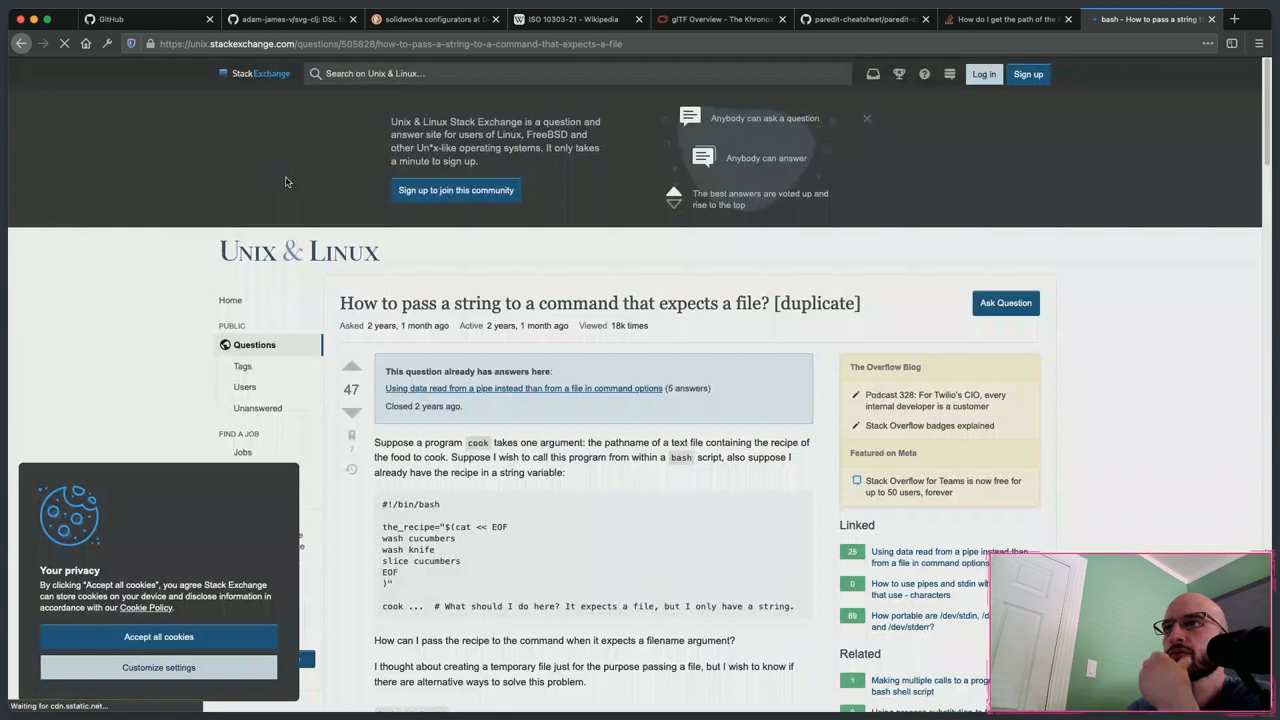 GitHub
adam-james-v/svg-clj: DSL for
solidworks configurators at D
ISO 10303-21 - Wikipedia
glTF Overview - The Khronos
paredit-cheatsheet/paredit-c
How do I get the path of the
bash - How to pass a string to
https://unix.stackexchange.com/questions/505828/how-to-pass-a-string-to-a-command-that-expects-a-file
StackExchange
Search on Unix & Linux…
Log in
Sign up
Unix & Linux Stack Exchange is a question and
answer site for users of Linux, FreeBSD and
other Un*x-like operating systems. It only takes
a minute to sign up.
Sign up to join this community
Anybody can ask a question
Anybody can answer
The best answers are voted up and
rise to the top
UNIX & LINUX
Home
PUBLIC
Questions
Tags
Users
Unanswered
FIND A JOB
Jobs
How to pass a string to a command that expects a file? [duplicate]
Ask Question
Asked 2 years, 1 month ago Active 2 years, 1 month ago Viewed 18k times
47
This question already has answers here:
Using data read from a pipe instead than from a file in command options (5 answers)
Closed 2 years ago.
Suppose a program cook takes one argument: the pathname of a text file containing the recipe of
the food to cook. Suppose I wish to call this program from within a bash script, also suppose I
already have the recipe in a string variable:
#!/bin/bash
the_recipe="$(cat << EOF
wash cucumbers
wash knife
slice cucumbers
EOF
)"
cook ... # What should I do here? It expects a file, but I only have a string.
How can I pass the recipe to the command when it expects a filename argument?
I thought about creating a temporary file just for the purpose passing a file, but I wish to know if
there are alternative ways to solve this problem.
The Overflow Blog
Podcast 328: For Twilio's CIO, every
internal developer is a customer
Stack Overflow badges explained
Featured on Meta
Stack Overflow for Teams is now free for
up to 50 users, forever
Linked
25
Using data read from a pipe instead than
from a file in command options
0
How to use pipes and stdin wi
that use - characters
69
How portable are /dev/stdin, /d
and /dev/stderr?
Related
1
Making multiple calls to a prog
bash shell script
Your privacy
By clicking "Accept all cookies", you agree Stack Exchange
can store cookies on your device and disclose information in
accordance with our Cookie Policy.
Accept all cookies
Customize settings
Waiting for cdn.sstatic.net...